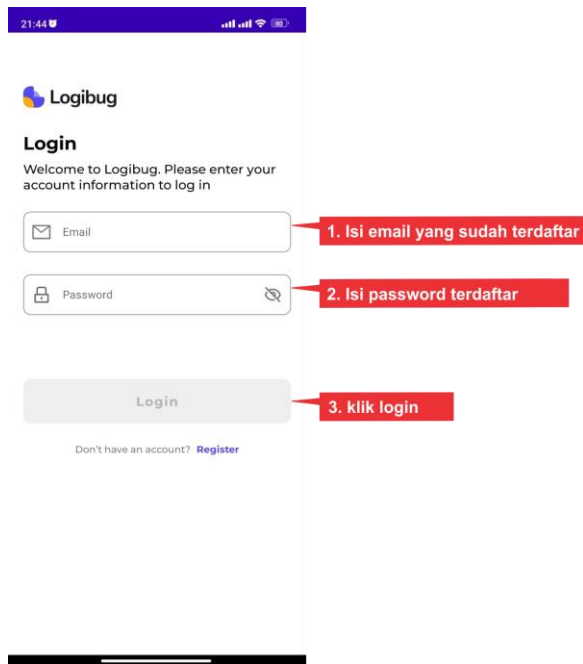 21:44
80
Logibug
Login
Welcome to Logibug. Please enter your
account information to log in
Email
1. Isi email yang sudah terdaftar
Password
2. Isi password terdaftar
Login
3. klik login
Don't have an account? Register